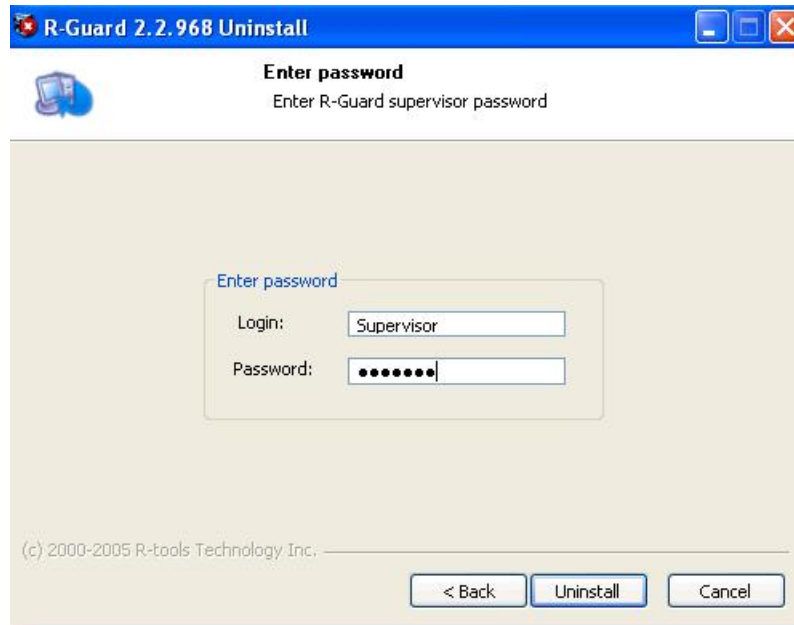 R-Guard 2.2.968 Uninstall
Enter password
Enter R-Guard supervisor password
Enter password
Login: Supervisor
Password: •••••••
(c) 2000-2005 R-tools Technology Inc.
< Back Uninstall Cancel